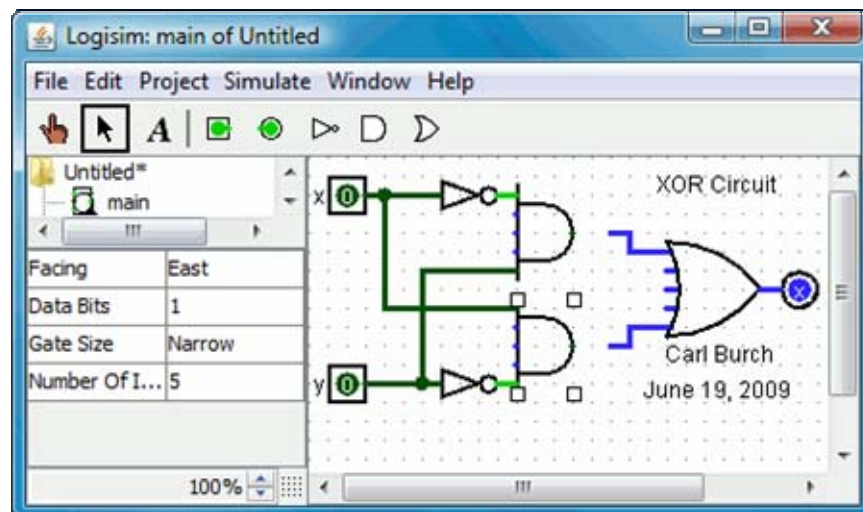 Logisim: main of Untitled
File Edit Project Simulate Window Help
A
Untitled*
main
Facing East
Data Bits 1
Gate Size Narrow
Number Of I... 5
100%
x 0
y 0
XOR Circuit
x
Carl Burch
June 19, 2009